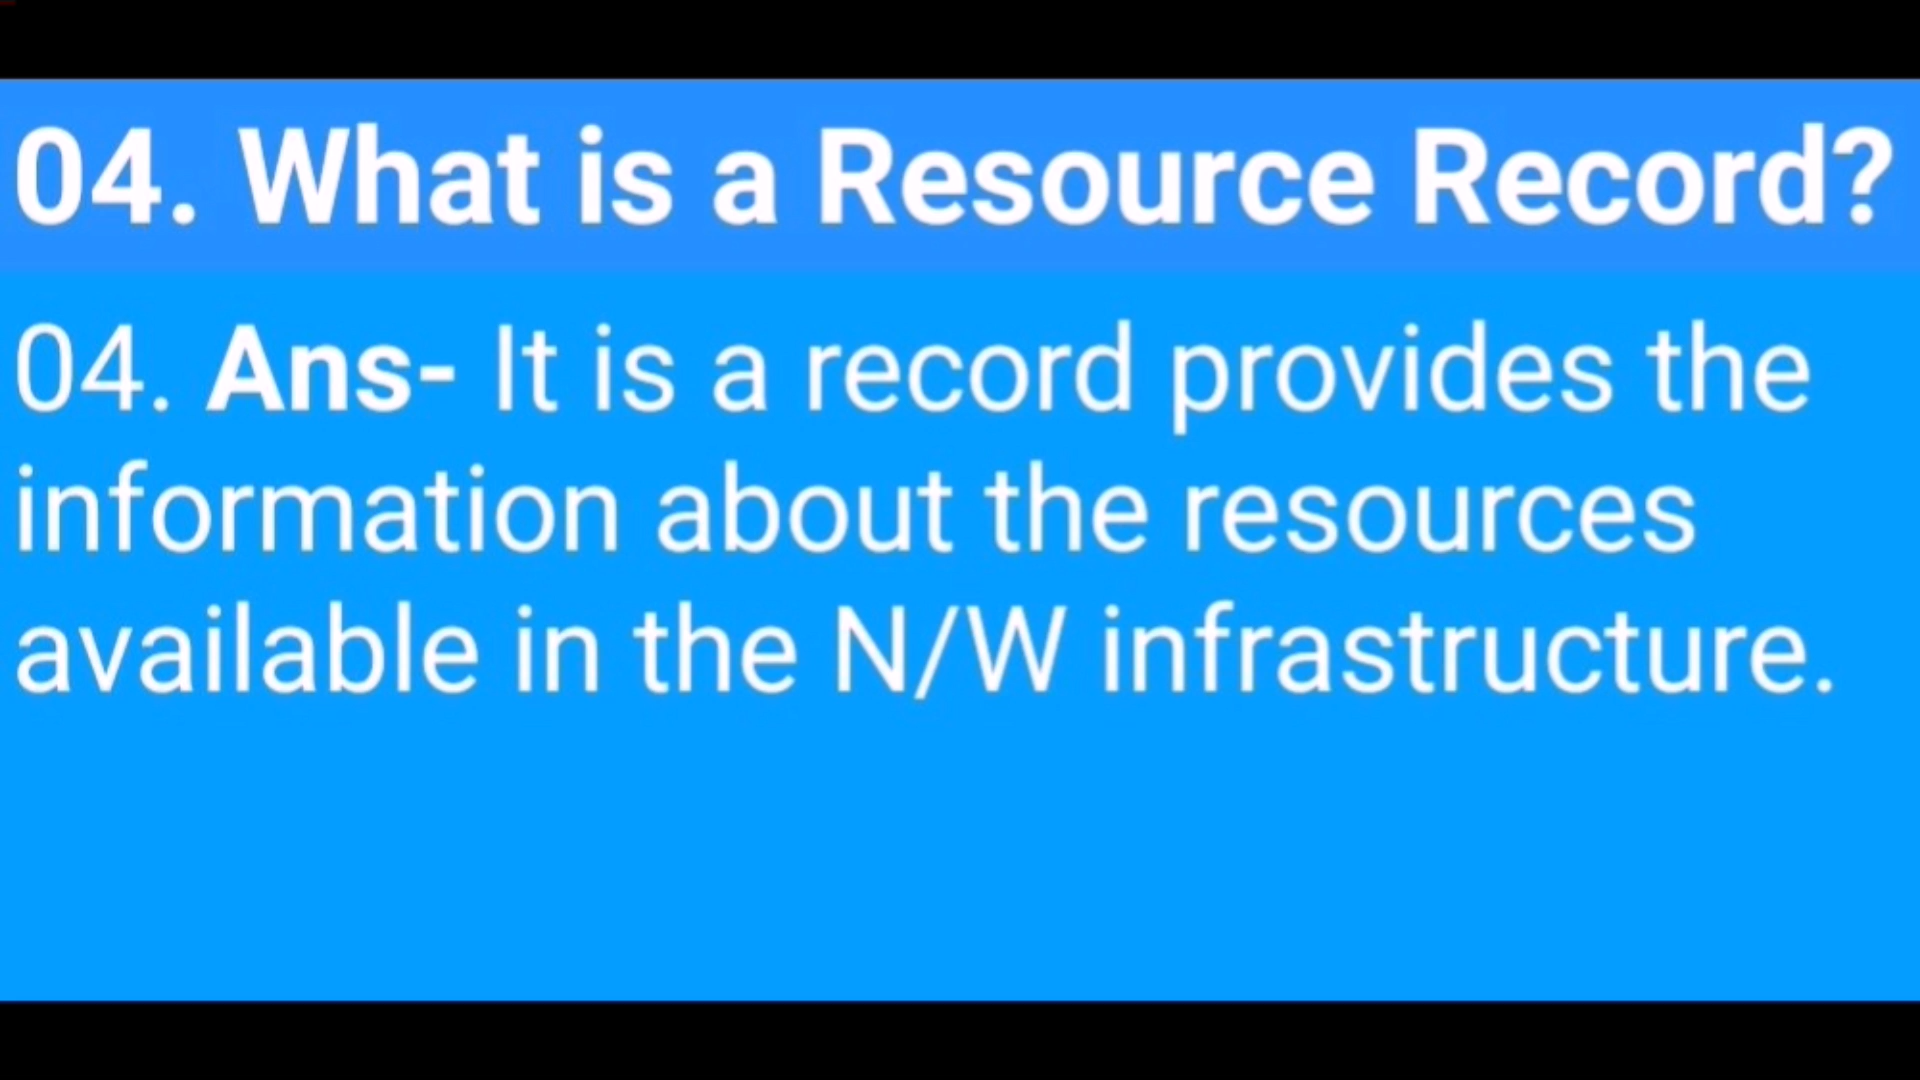 04. What is a Resource Record?
04. Ans- It is a record provides the
information about the resources
available in the N/W infrastructure.